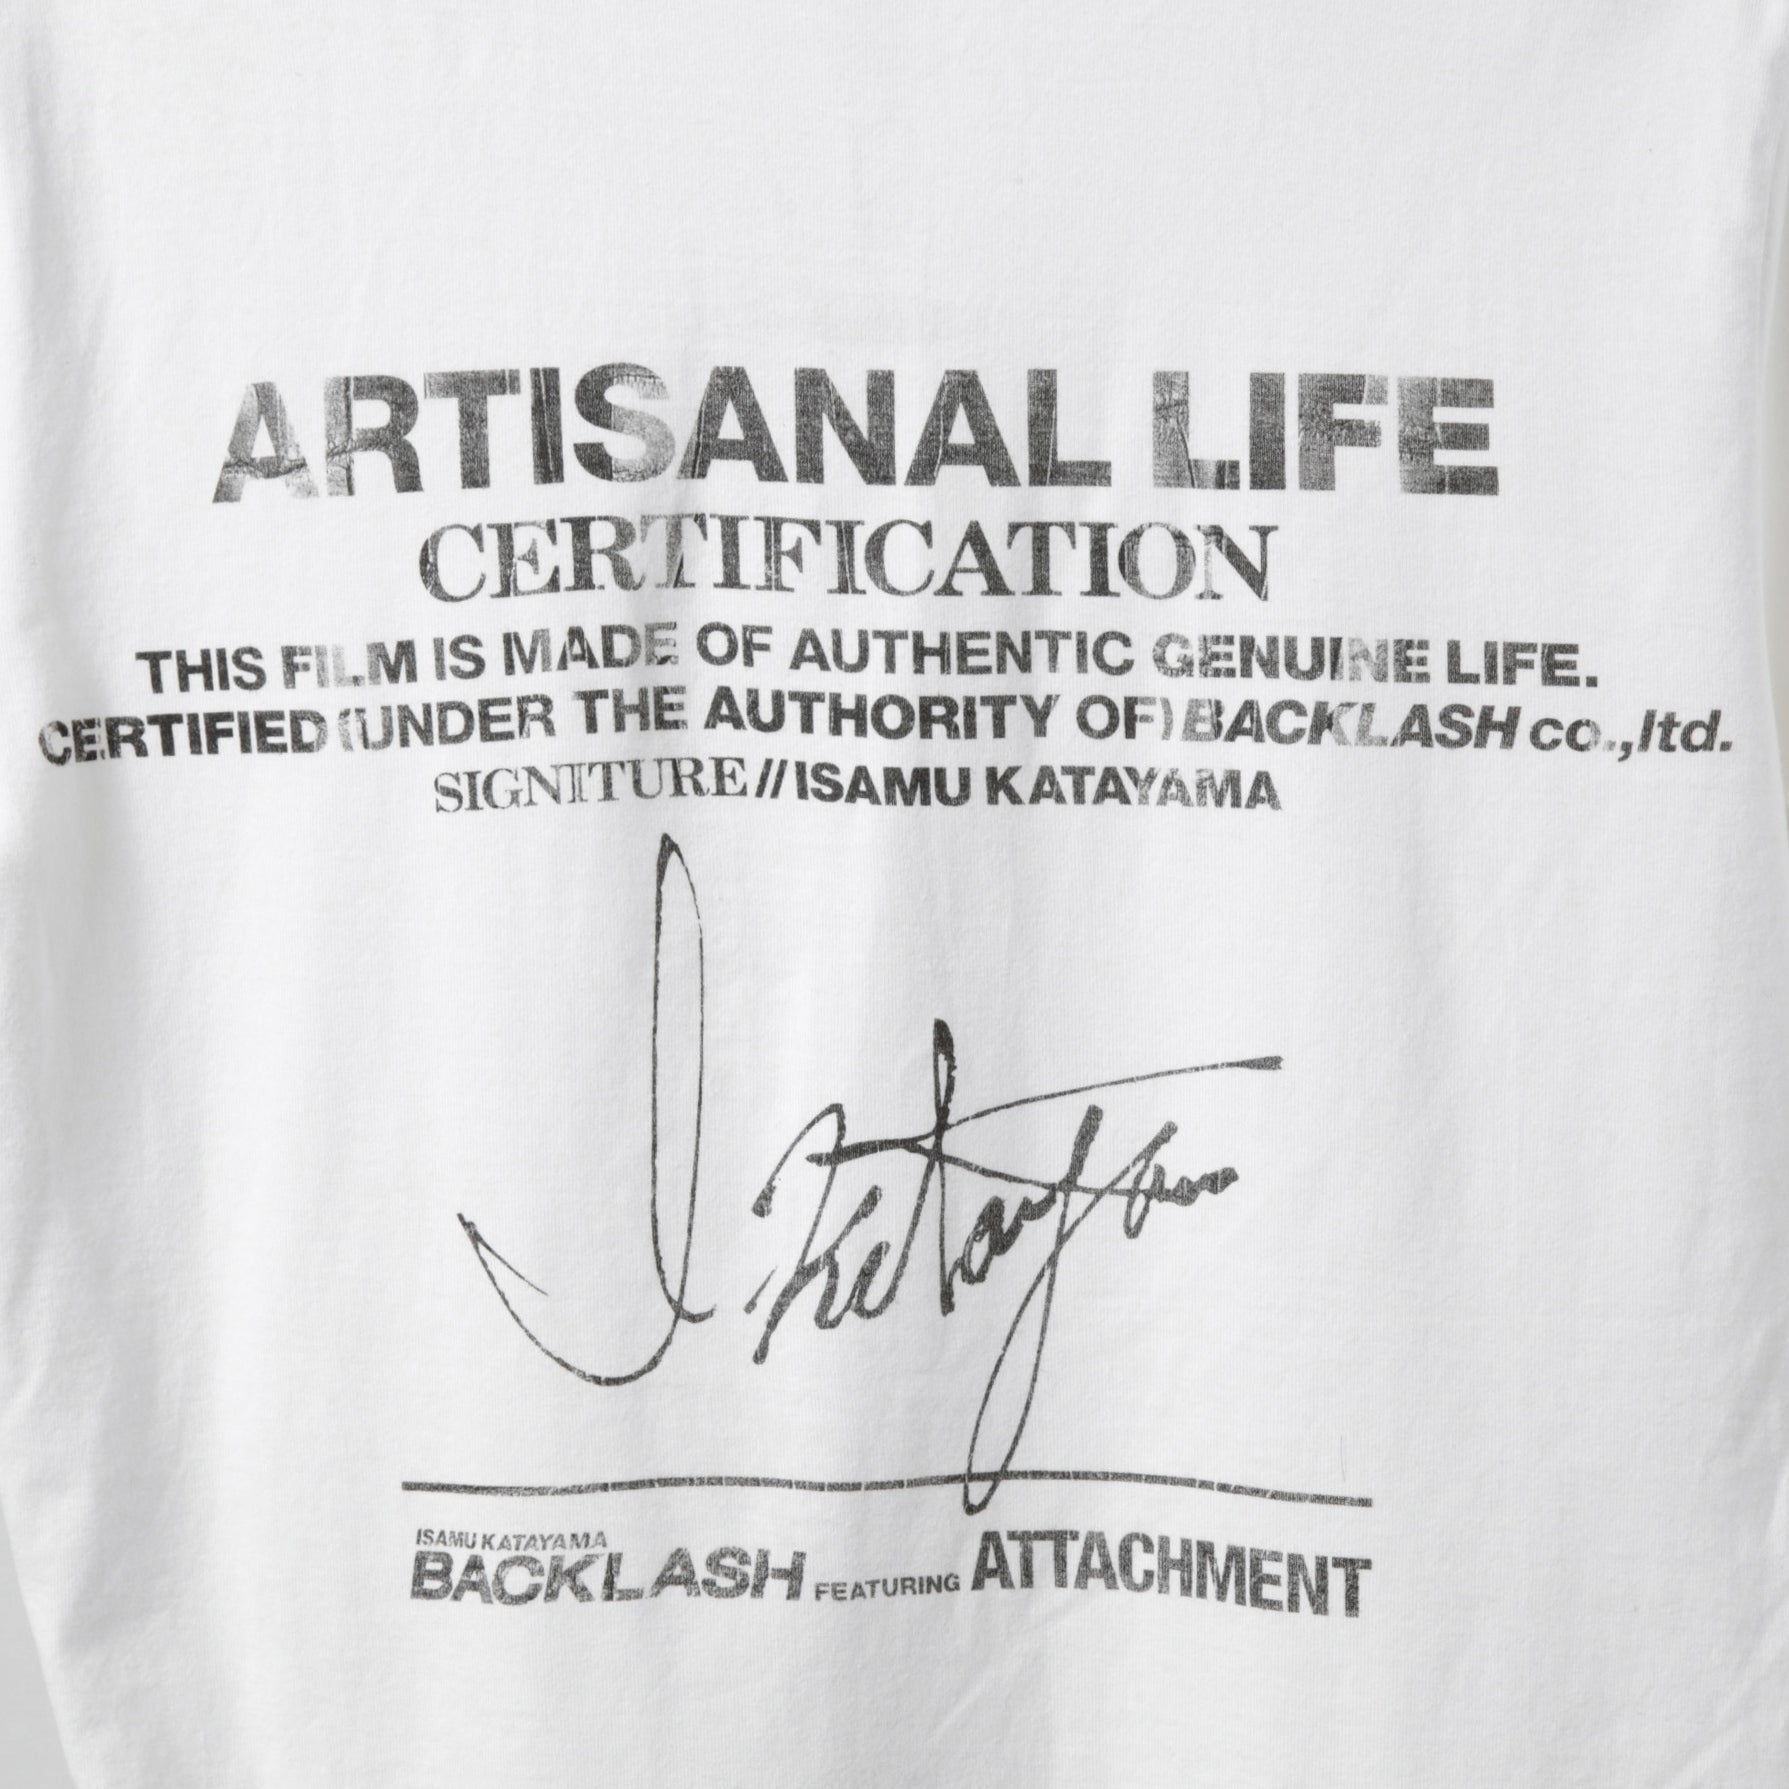 ARTISANAL LIFE
CERTIFICATION
THIS FILM IS MADE OF AUTHENTIC GENUINE LIFE.
CERTIFIED (UNDER THE AUTHORITY OF) BACKLASH co.,ltd.
SIGNITURE // ISAMU KATAYAMA
I Katayama
ISAMU KATAYAMA
BACKLASH FEATURING ATTACHMENT